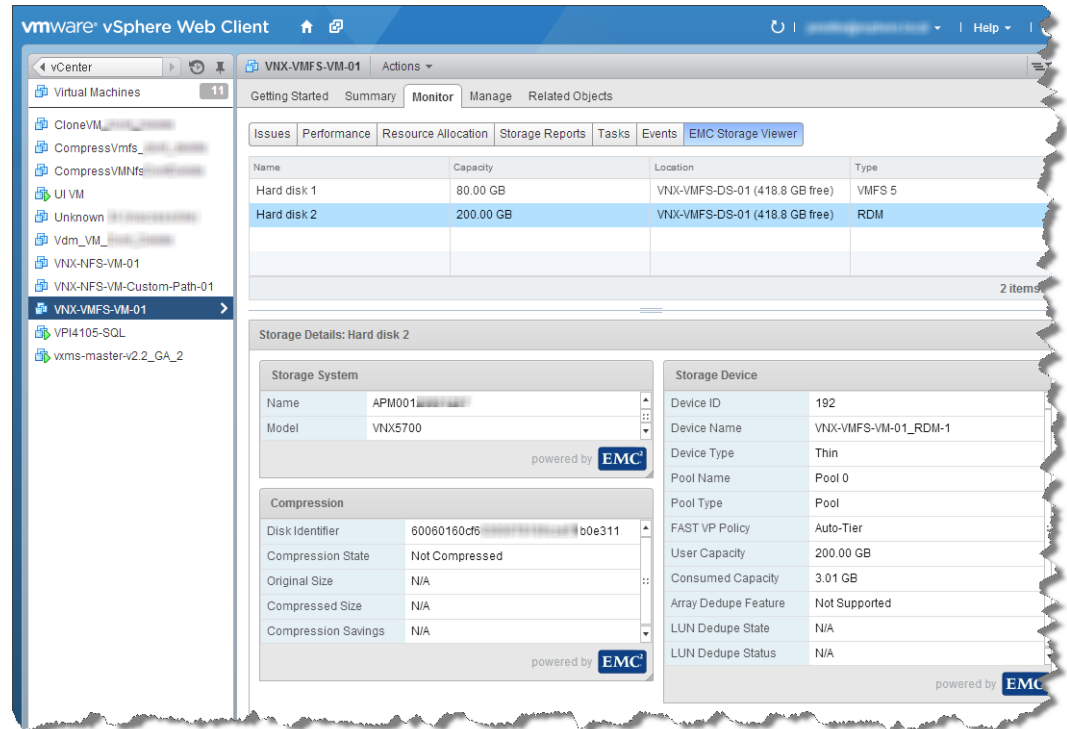 vmware® vSphere Web Client
Help
vCenter
Virtual Machines 11
CloneVM_
CompressVmfs_
CompressVMNfs
UI VM
Unknown
Vdm_VM_
VNX-NFS-VM-01
VNX-NFS-VM-Custom-Path-01
VNX-VMFS-VM-01
VPI4105-SQL
vxms-master-v2.2_GA_2
VNX-VMFS-VM-01 Actions
Getting Started Summary Monitor Manage Related Objects
Issues Performance Resource Allocation Storage Reports Tasks Events EMC Storage Viewer
Name Capacity Location Type
Hard disk 1 80.00 GB VNX-VMFS-DS-01 (418.8 GB free) VMFS 5
Hard disk 2 200.00 GB VNX-VMFS-DS-01 (418.8 GB free) RDM
2 items
Storage Details: Hard disk 2
Storage System
Name APM001
Model VNX5700
powered by EMC²
Compression
Disk Identifier 60060160cf6 b0e311
Compression State Not Compressed
Original Size N/A
Compressed Size N/A
Compression Savings N/A
powered by EMC²
Storage Device
Device ID 192
Device Name VNX-VMFS-VM-01_RDM-1
Device Type Thin
Pool Name Pool 0
Pool Type Pool
FAST VP Policy Auto-Tier
User Capacity 200.00 GB
Consumed Capacity 3.01 GB
Array Dedupe Feature Not Supported
LUN Dedupe State N/A
LUN Dedupe Status N/A
powered by EMC